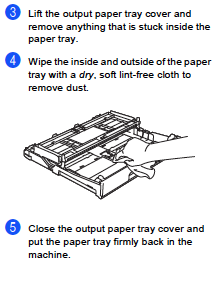 3 Lift the output paper tray cover and
remove anything that is stuck inside the
paper tray.
4 Wipe the inside and outside of the paper
tray with a dry, soft lint-free cloth to
remove dust.
5 Close the output paper tray cover and
put the paper tray firmly back in the
machine.